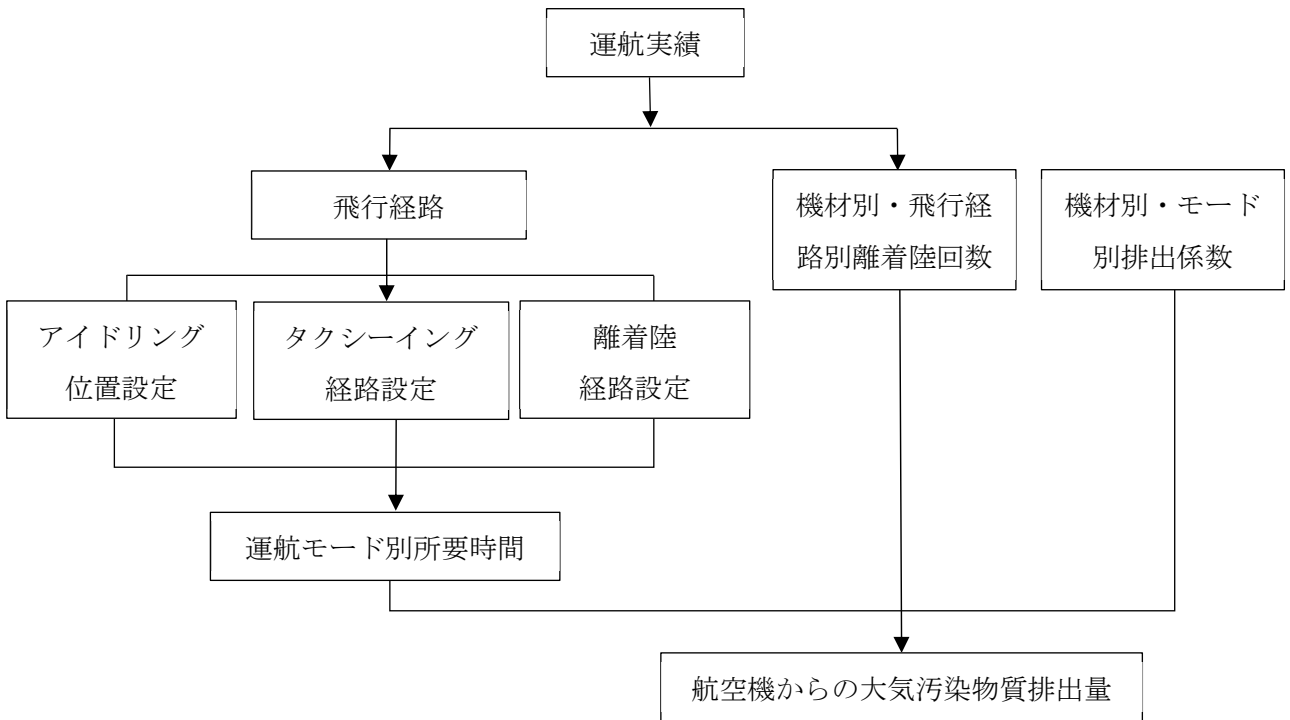 運航実績
飛行経路
機材別・飛行経
路別離着陸回数
機材別・モード
別排出係数
アイドリング
位置設定
タクシーイング
経路設定
離着陸
経路設定
運航モード別所要時間
航空機からの大気汚染物質排出量